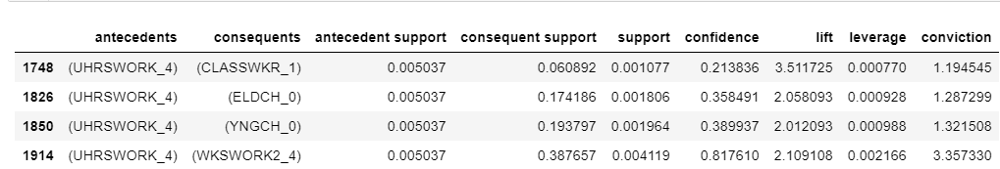 antecedents consequents antecedent support consequent support support confidence lift leverage conviction
1748 (UHRSWORK_4) (CLASSWKR_1) 0.005037 0.060892 0.001077 0.213836 3.511725 0.000770 1.194545
1826 (UHRSWORK_4) (ELDCH_0) 0.005037 0.174186 0.001806 0.358491 2.058093 0.000928 1.287299
1850 (UHRSWORK_4) (YNGCH_0) 0.005037 0.193797 0.001964 0.389937 2.012093 0.000988 1.321508
1914 (UHRSWORK_4) (WKSWORK2_4) 0.005037 0.387657 0.004119 0.817610 2.109108 0.002166 3.357330